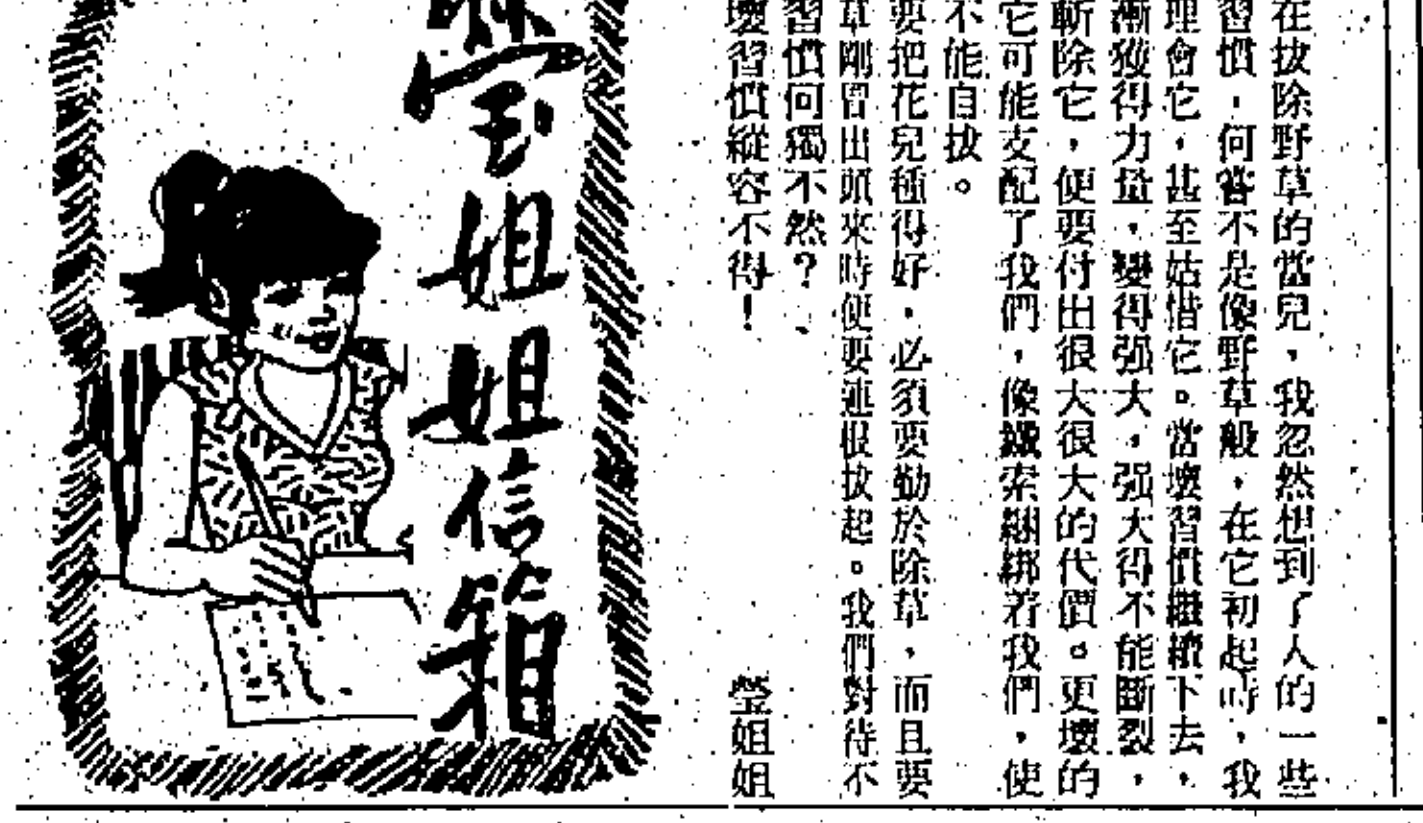 在拔除野草的當兒，我忽然想到了人的一些
習慣，何嘗不是像野草般，在它初起時，我
理會它，甚至姑惜它。當壞習慣繼續下去，
漸獲得力量，變得强大，强大得不能斷裂，
斬除它，便要付出很大很大的代價。更壞的
它可能支配了我們，像鐵索綑綁着我們，使
不能自拔。
要把花兒種得好，必須要勤於除草，而且要
草剛冒出頭來時便要連根拔起。我們對待不
習慣何獨不然？
壞習慣縱容不得！
瑩姐姐
瑩姐姐信箱